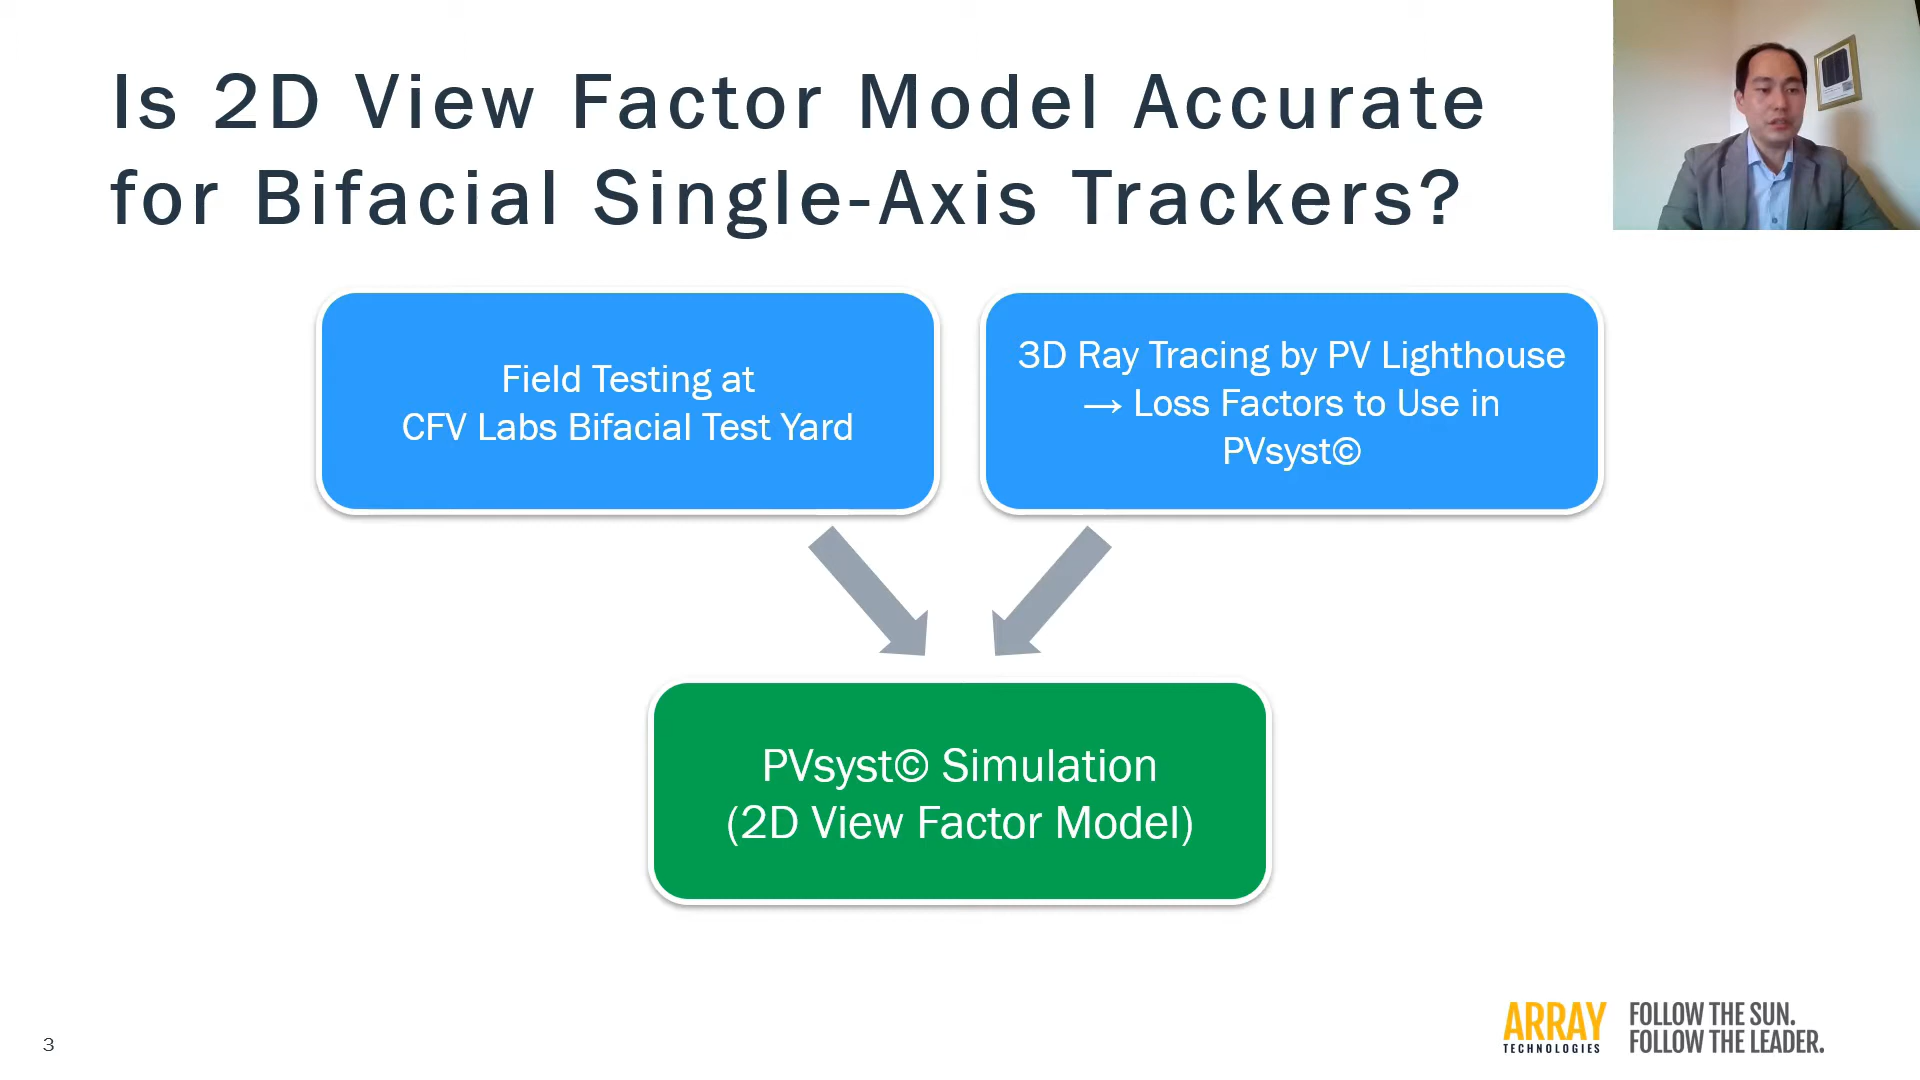 Is 2D View Factor Model Accurate
for Bifacial Single-Axis Trackers?
Field Testing at
CFV Labs Bifacial Test Yard
3D Ray Tracing by PV Lighthouse
→ Loss Factors to Use in
PVsyst©
PVsyst© Simulation
(2D View Factor Model)
3
ARRAY
TECHNOLOGIES
FOLLOW THE SUN.
FOLLOW THE LEADER.